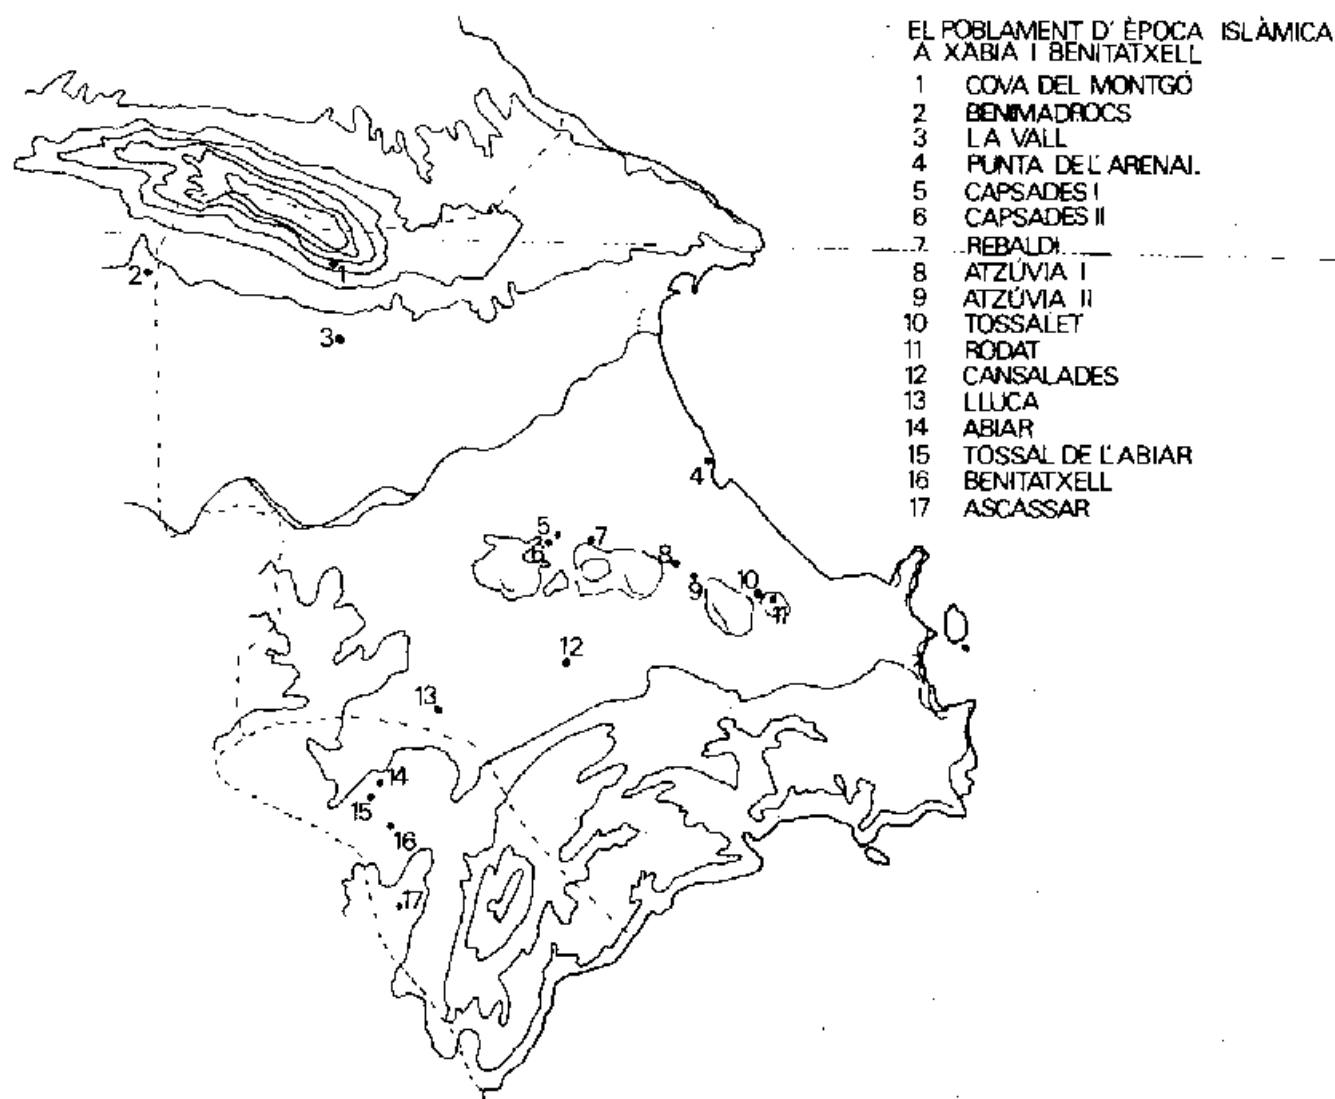 EL POBLAMENT D' ÈPOCA ISLÀMICA
A XÀBIA I BENITATXELL
1 COVA DEL MONTGÓ
2 BENIMADROCS
3 LA VALL
4 PUNTA DE L'ARENAL
5 CAPSADES I
6 CAPSADES II
7 REBALDI
8 ATZÚVIA I
9 ATZÚVIA II
10 TOSSALET
11 RODAT
12 CANSALADES
13 LLUCA
14 ABIAR
15 TOSSAL DE L'ABIAR
16 BENITATXELL
17 ASCASSAR
1
2
3
4
5
7
6
8
9
10
11
12
13
14
15
16
17